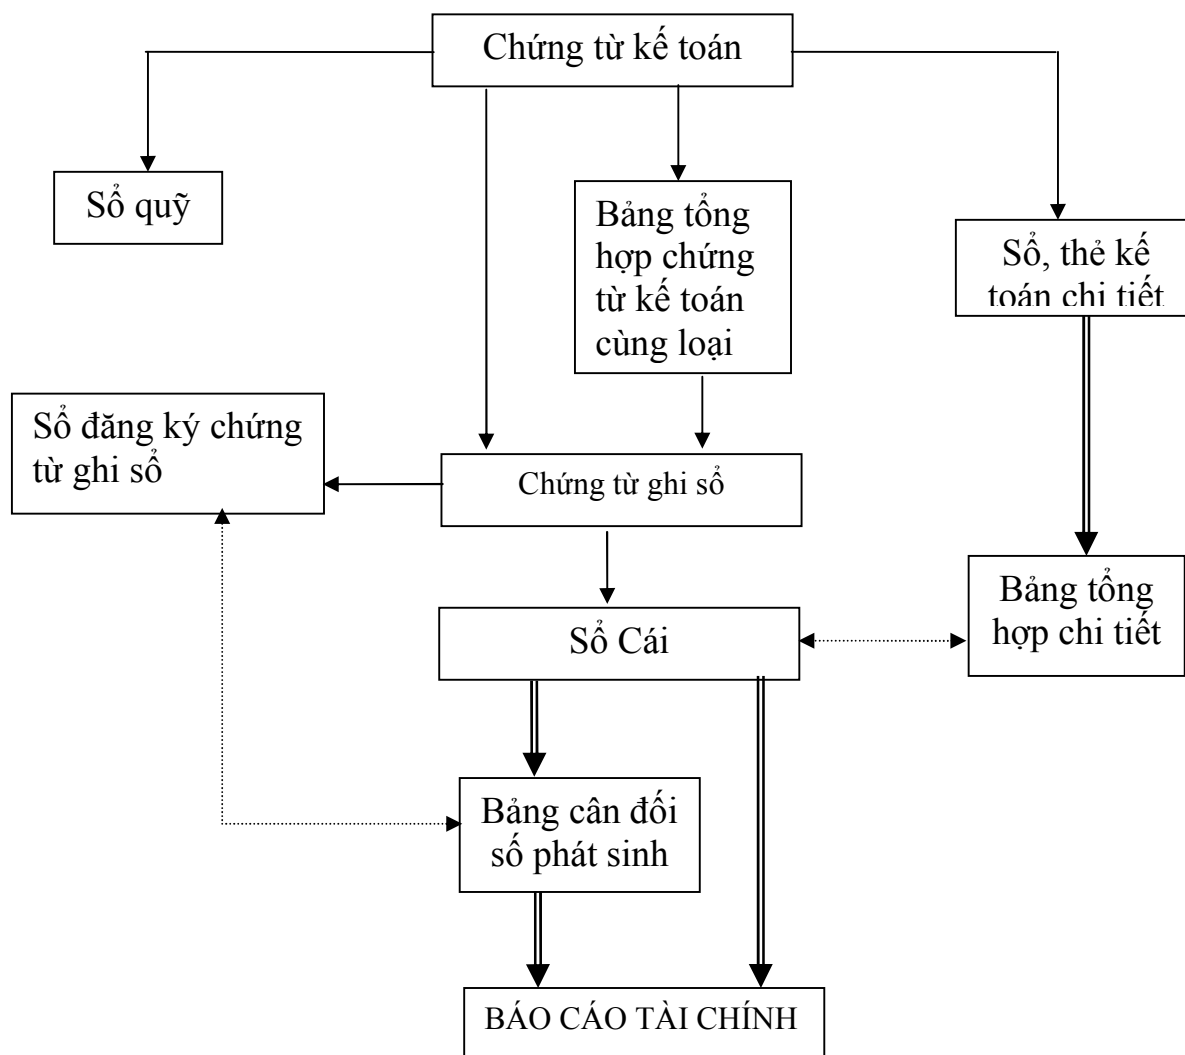 Chứng từ kế toán
Sổ quỹ
Bảng tổng
hợp chứng
từ kế toán
cùng loại
Sổ, thẻ kế
toán chi tiết
Sổ đăng ký chứng
từ ghi sổ
Chứng từ ghi sổ
Bảng tổng
hợp chi tiết
Sổ Cái
Bảng cân đối
số phát sinh
BÁO CÁO TÀI CHÍNH